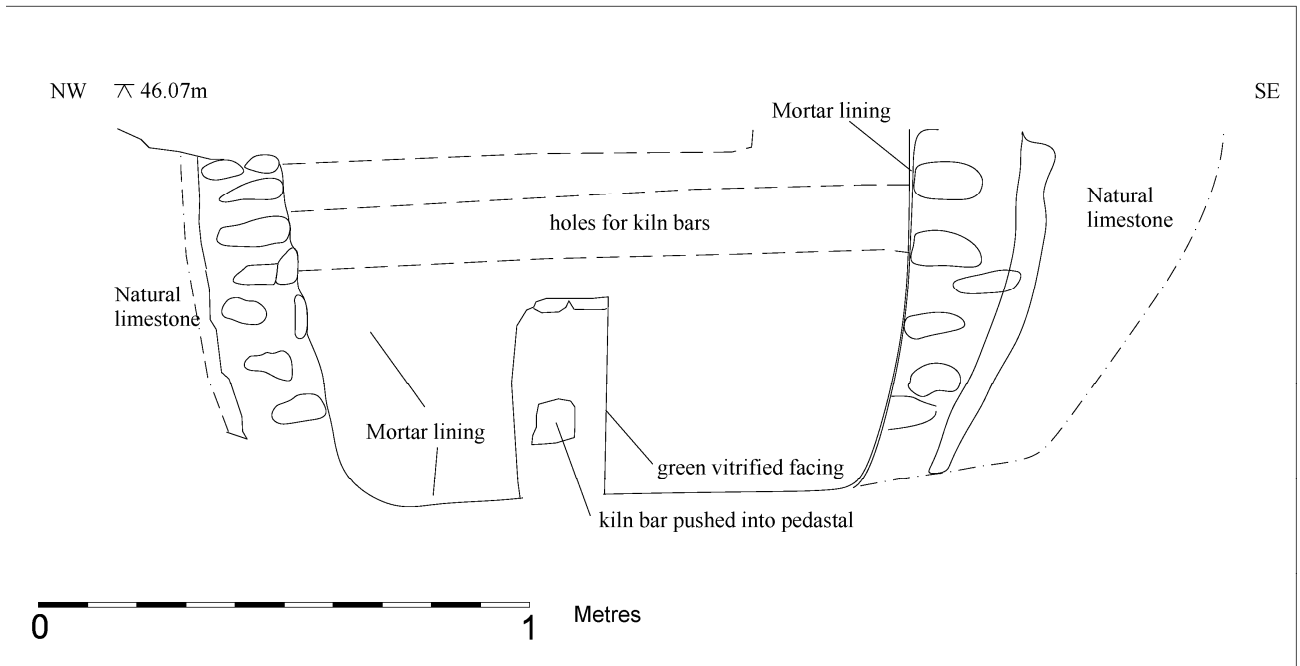 NW 46.07m
SE
Mortar lining
Natural
limestone
holes for kiln bars
Natural
limestone
Mortar lining
green vitrified facing
kiln bar pushed into pedastal
0 1 Metres